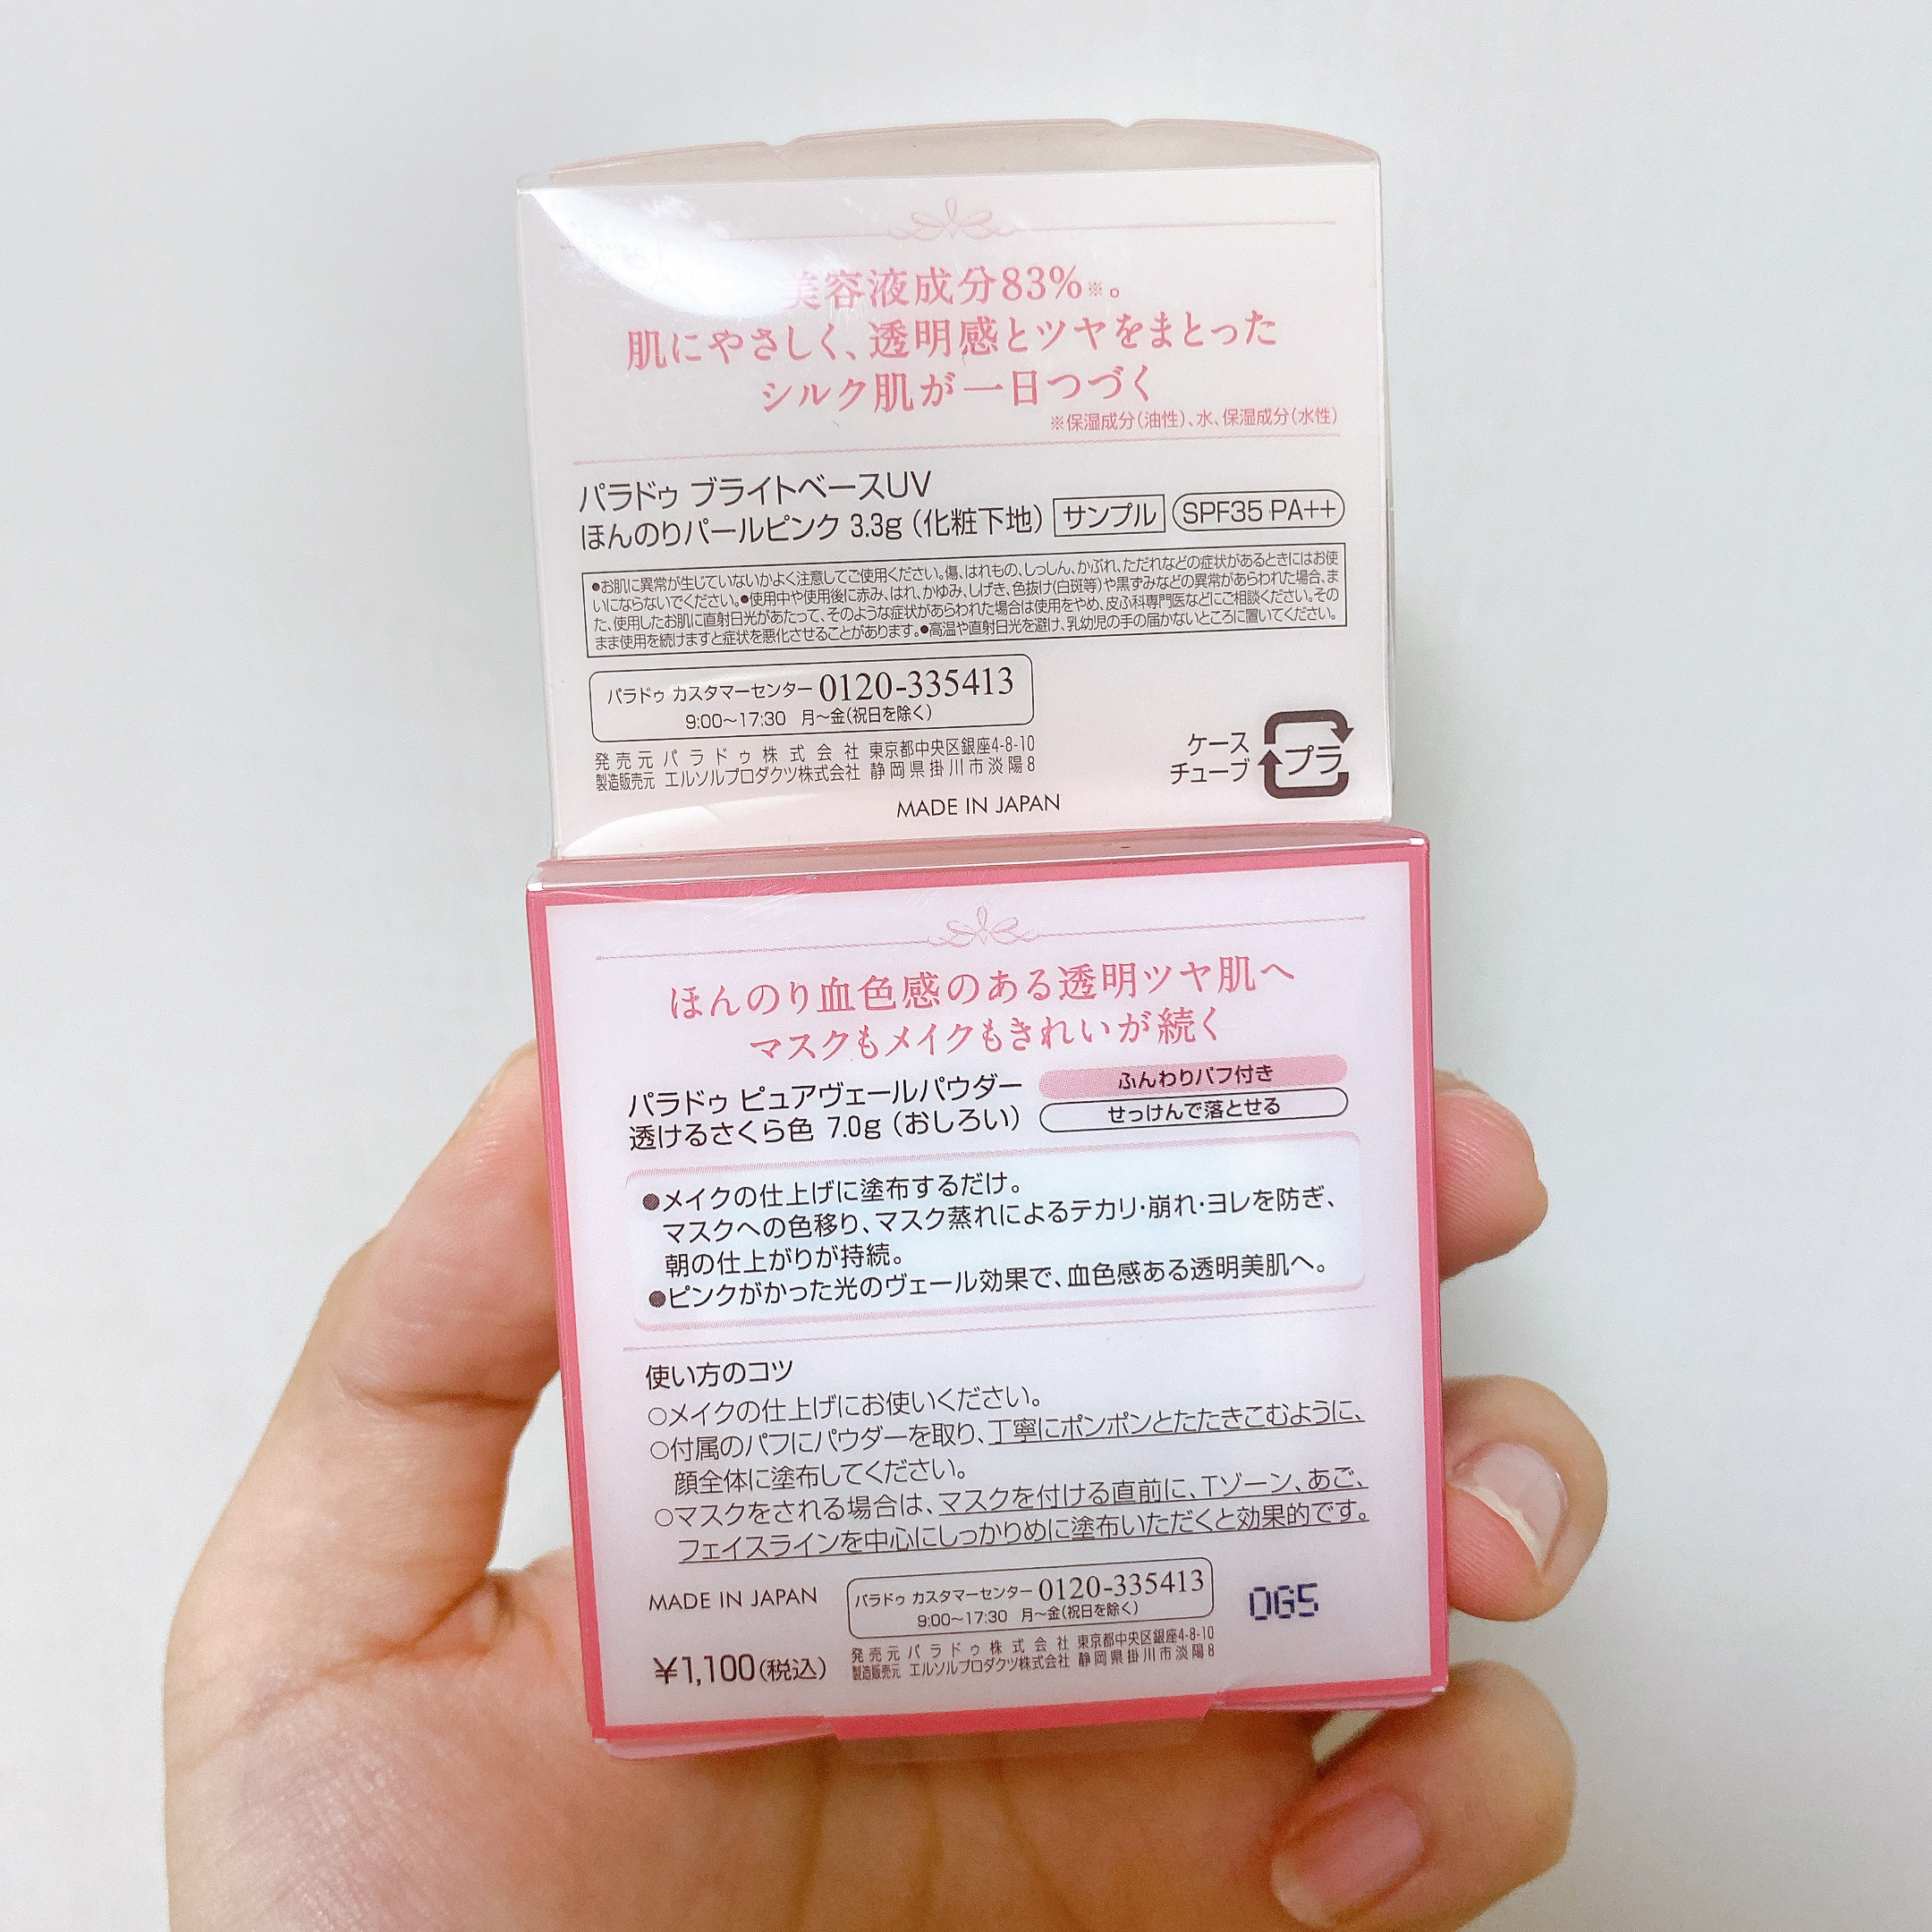 美容液成分83%※。
肌にやさしく、透明感とツヤをまとった
シルク肌が一日つづく
※保湿成分(油性)、水、保湿成分(水性)
パラドゥ ブライトベースUV
ほんのりパールピンク 3.3g (化粧下地) サンプル SPF35 PA++
●お肌に異常が生じていないかよく注意してご使用ください。傷、はれもの、しっしん、かぶれ、ただれなどの症状があるときにはお使
いにならないでください。●使用中や使用後に赤み、はれ、かゆみ、しげき、色抜け(白斑等)や黒ずみなどの異常があらわれた場合、ま
た、使用したお肌に直射日光があたって、そのような症状があらわれた場合は使用をやめ、皮ふ科専門医などにご相談ください。その
まま使用を続けますと症状を悪化させることがあります。●高温や直射日光を避け、乳幼児の手の届かないところに置いてください。
パラドゥ カスタマーセンター 0120-335413
9:00〜17:30 月〜金(祝日を除く)
発売元 パラドゥ株式会社 東京都中央区銀座4-8-10
製造販売元 エルソルプロダクツ株式会社 静岡県掛川市淡陽8
ケース
チューブ
プラ
MADE IN JAPAN
ほんのり血色感のある透明ツヤ肌へ
マスクもメイクもきれいが続く
パラドゥ ピュアヴェールパウダー
透けるさくら色 7.0g (おしろい)
ふんわりパフ付き
せっけんで落とせる
●メイクの仕上げに塗布するだけ。
マスクへの色移り、マスク蒸れによるテカリ・崩れ・ヨレを防ぎ、
朝の仕上がりが持続。
●ピンクがかった光のヴェール効果で、血色感ある透明美肌へ。
使い方のコツ
○メイクの仕上げにお使いください。
○付属のパフにパウダーを取り、丁寧にポンポンとたたきこむように、
顔全体に塗布してください。
○マスクをされる場合は、マスクを付ける直前に、Tゾーン、あご、
フェイスラインを中心にしっかりめに塗布いただくと効果的です。
MADE IN JAPAN
パラドゥ カスタマーセンター 0120-335413
9:00〜17:30 月〜金(祝日を除く)
0G5
¥1,100(税込)
発売元 パラドゥ株式会社 東京都中央区銀座4-8-10
製造販売元 エルソルプロダクツ株式会社 静岡県掛川市淡陽8